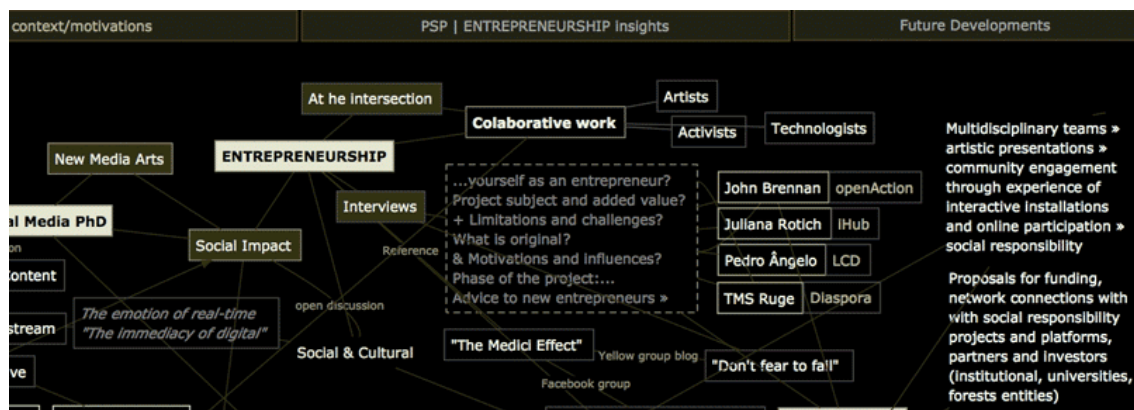 context/motivations
PSP | ENTREPRENEURSHIP insights
Future Developments
At he intersection
Colaborative work
Artists
Activists
Technologists
New Media Arts
ENTREPRENEURSHIP
Interviews
al Media PhD
Social Impact
on
Content
stream
ve
The emotion of real-time
"The immediacy of digital"
open discussion
Social & Cultural
Reference
...yourself as an entrepreneur?
Project subject and added value?
+ Limitations and challenges?
What is original?
& Motivations and influences?
Phase of the project:...
Advice to new entrepreneurs »
John Brennan openAction
Juliana Rotich iHub
Pedro Ângelo LCD
TMS Ruge Diaspora
"The Medici Effect"
Yellow group blog
"Don't fear to fail"
Facebook group
Multidisciplinary teams »
artistic presentations »
community engagement
through experience of
interactive installations
and online participation »
social responsibility
Proposals for funding,
network connections with
with social responsibility
projects and platforms,
partners and investors
(institutional, universities,
forests entities)